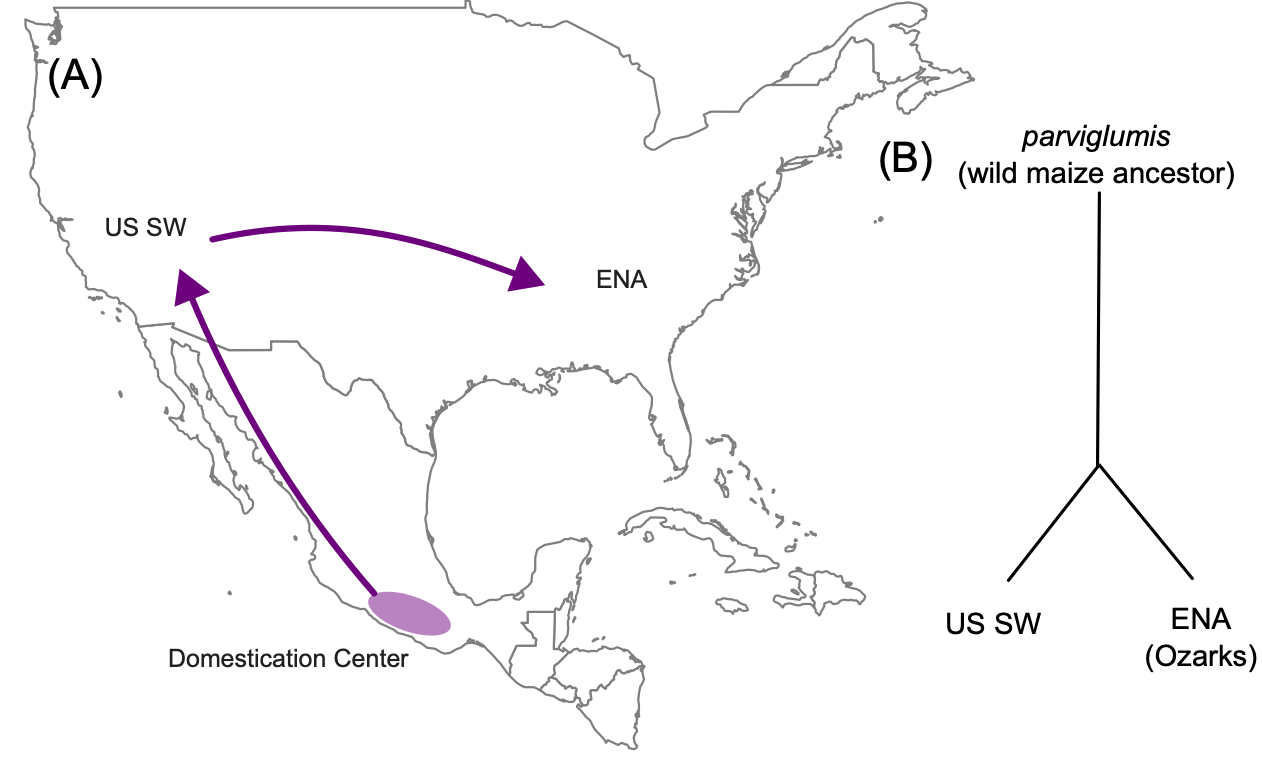 (A)
US SW
ENA
Domestication Center
(B)
parviglumis
(wild maize ancestor)
US SW
ENA
(Ozarks)